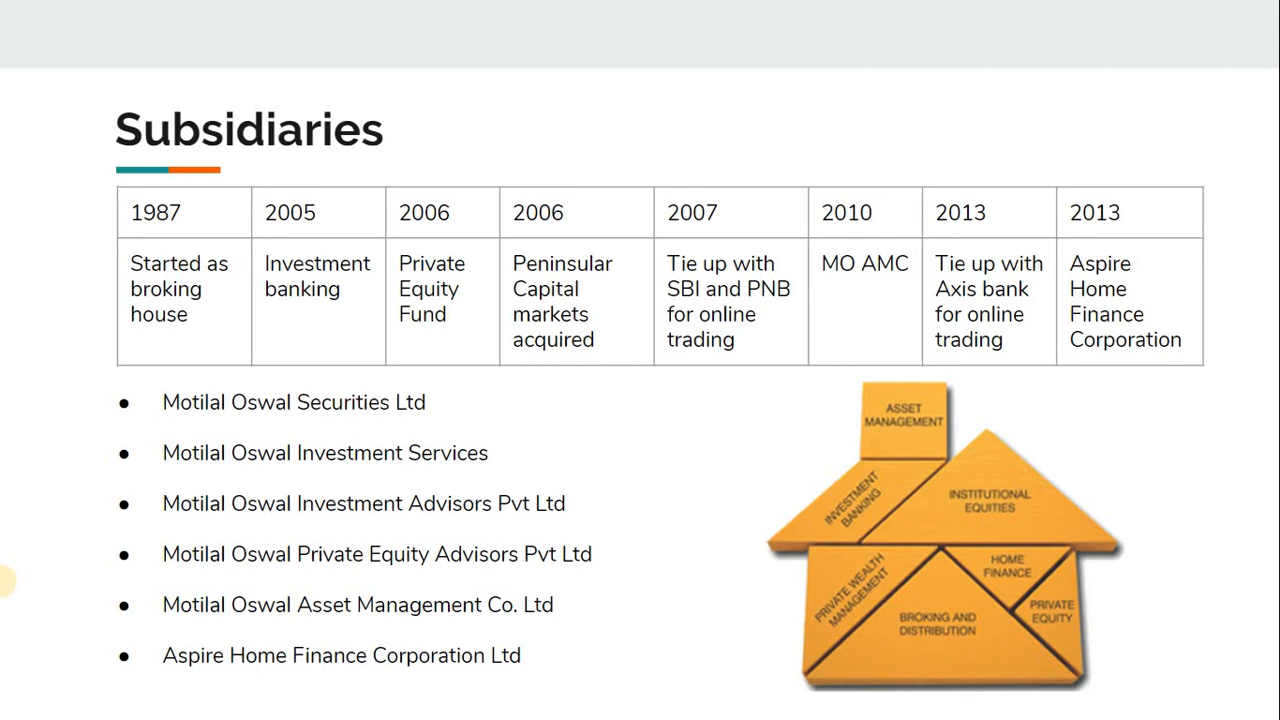 Subsidiaries
1987 2005 2006 2006 2007 2010 2013 2013
Started as broking house
Investment banking
Private Equity Fund
Peninsular Capital markets acquired
Tie up with SBI and PNB for online trading
MO AMC
Tie up with Axis bank for online trading
Aspire Home Finance Corporation
● Motilal Oswal Securities Ltd
● Motilal Oswal Investment Services
● Motilal Oswal Investment Advisors Pvt Ltd
● Motilal Oswal Private Equity Advisors Pvt Ltd
● Motilal Oswal Asset Management Co. Ltd
● Aspire Home Finance Corporation Ltd
ASSET
MANAGEMENT
INVESTMENT
BANKING
INSTITUTIONAL
EQUITIES
PRIVATE WEALTH
MANAGEMENT
BROKING AND
DISTRIBUTION
HOME
FINANCE
PRIVATE
EQUITY